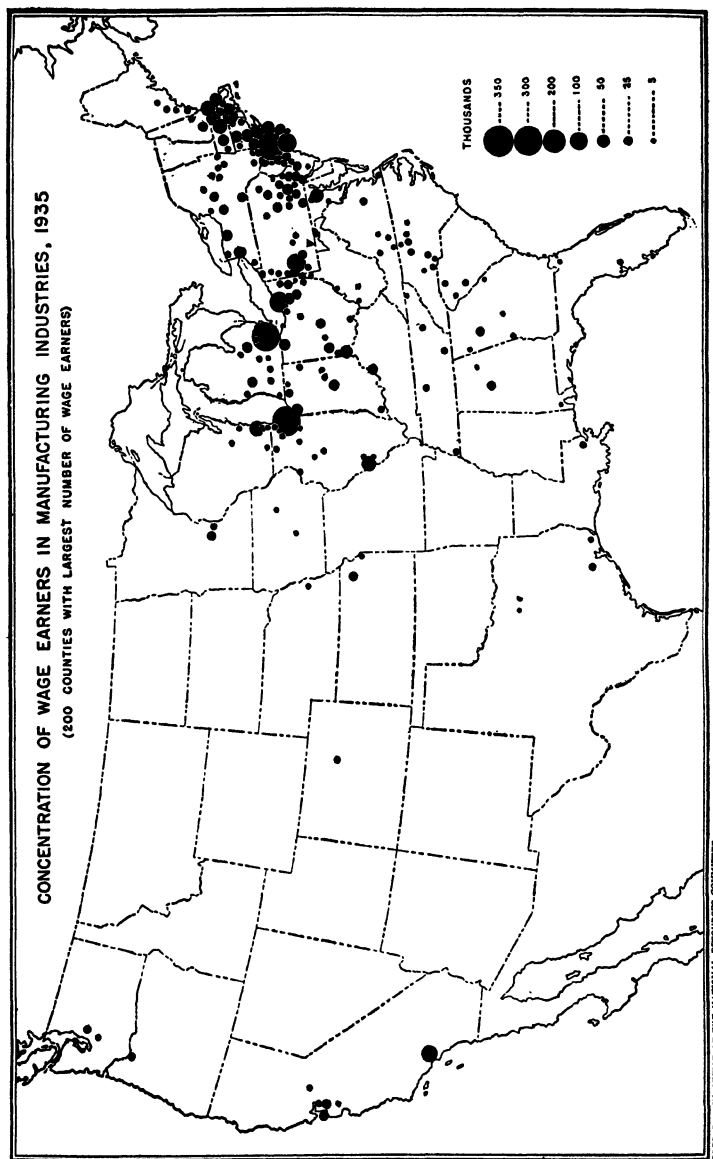 CONCENTRATION OF WAGE EARNERS IN MANUFACTURING INDUSTRIES, 1935
(200 COUNTIES WITH LARGEST NUMBER OF WAGE EARNERS)
THOUSANDS
350
300
200
100
50
25
5